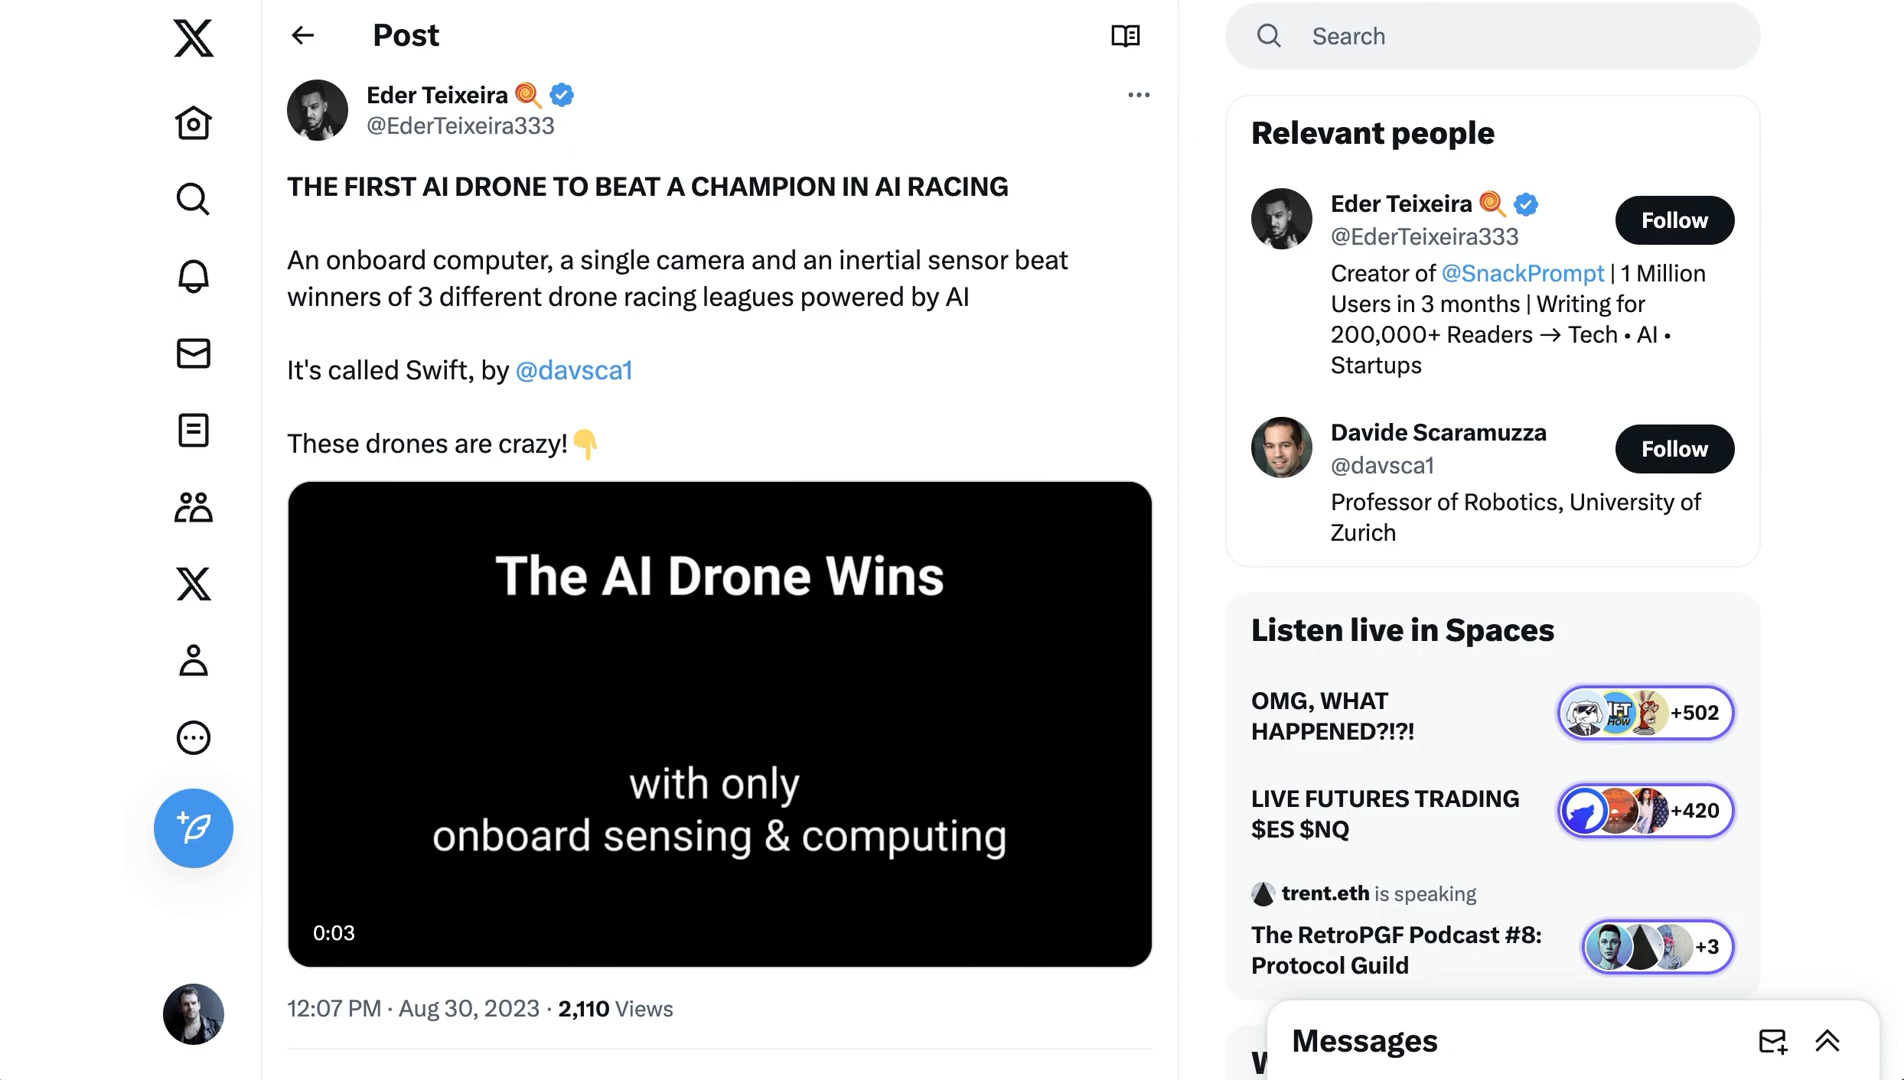 Post
Eder Teixeira
@EderTeixeira333
THE FIRST AI DRONE TO BEAT A CHAMPION IN AI RACING
An onboard computer, a single camera and an inertial sensor beat
winners of 3 different drone racing leagues powered by AI
It's called Swift, by @davsca1
These drones are crazy!
The AI Drone Wins
with only
onboard sensing & computing
0:03
12:07 PM · Aug 30, 2023 · 2,110 Views
Search
Relevant people
Eder Teixeira
@EderTeixeira333
Follow
Creator of @SnackPrompt | 1 Million
Users in 3 months | Writing for
200,000+ Readers → Tech • AI •
Startups
Davide Scaramuzza
@davsca1
Follow
Professor of Robotics, University of
Zurich
Listen live in Spaces
OMG, WHAT
HAPPENED?!?!
+502
LIVE FUTURES TRADING
$ES $NQ
+420
trent.eth is speaking
The RetroPGF Podcast #8:
Protocol Guild
+3
Messages